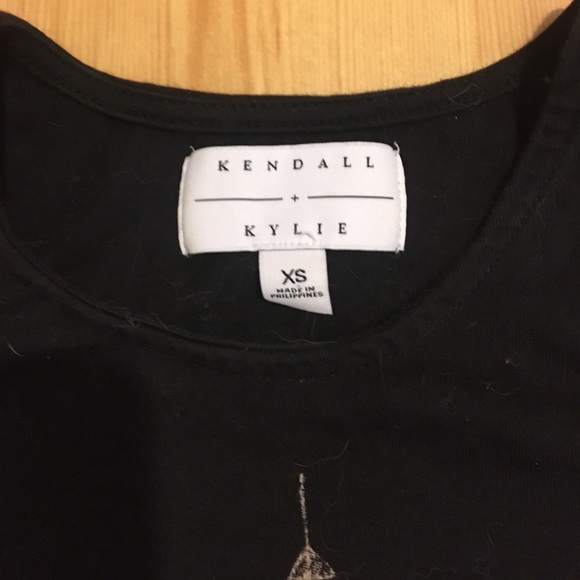 KENDALL
+
KYLIE
XS
MADE IN
PHILIPPINES